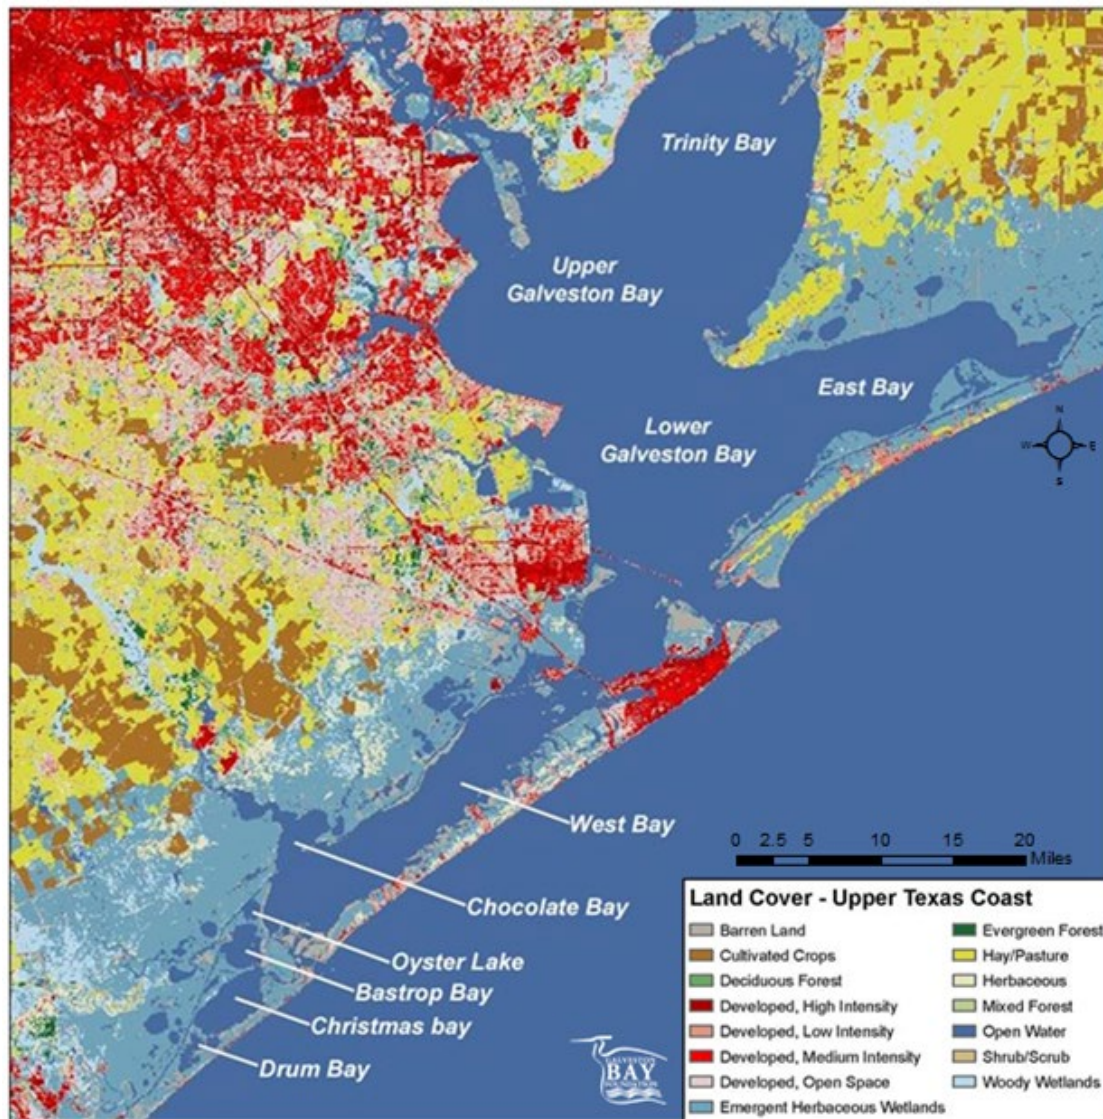 Trinity Bay
Upper
Galveston Bay
East Bay
Lower
Galveston Bay
N
W
E
S
West Bay
0 2.5 5 10 15 20
Miles
Chocolate Bay
Oyster Lake
Bastrop Bay
Christmas bay
Drum Bay
GALVESTON
BAY
FOUNDATION
Land Cover - Upper Texas Coast
Barren Land
Cultivated Crops
Deciduous Forest
Developed, High Intensity
Developed, Low Intensity
Developed, Medium Intensity
Developed, Open Space
Emergent Herbaceous Wetlands
Evergreen Forest
Hay/Pasture
Herbaceous
Mixed Forest
Open Water
Shrub/Scrub
Woody Wetlands